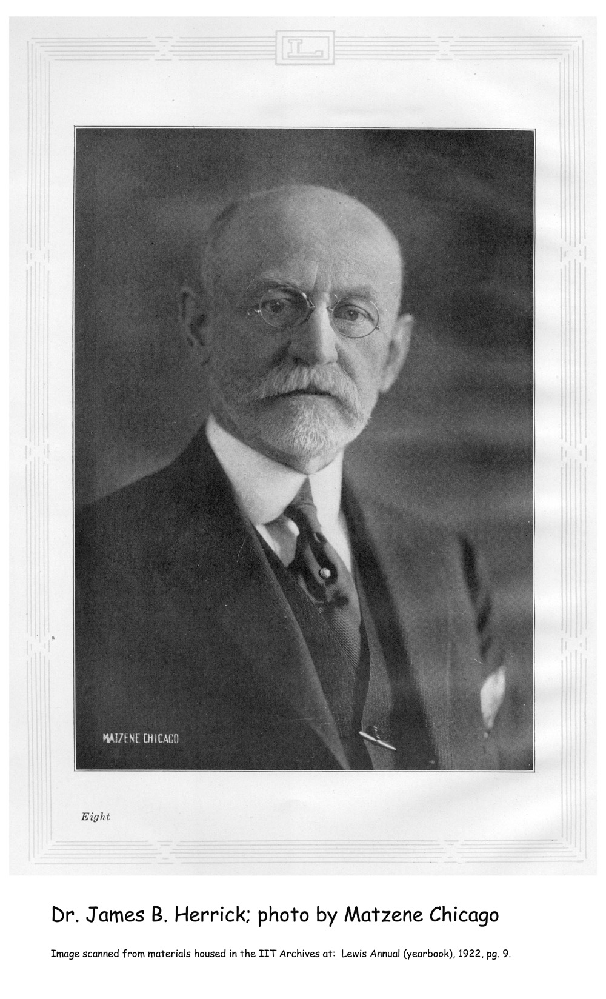 L
MATZENE CHICAGO
Eight
Dr. James B. Herrick; photo by Matzene Chicago
Image scanned from materials housed in the IIT Archives at:  Lewis Annual (yearbook), 1922, pg. 9.